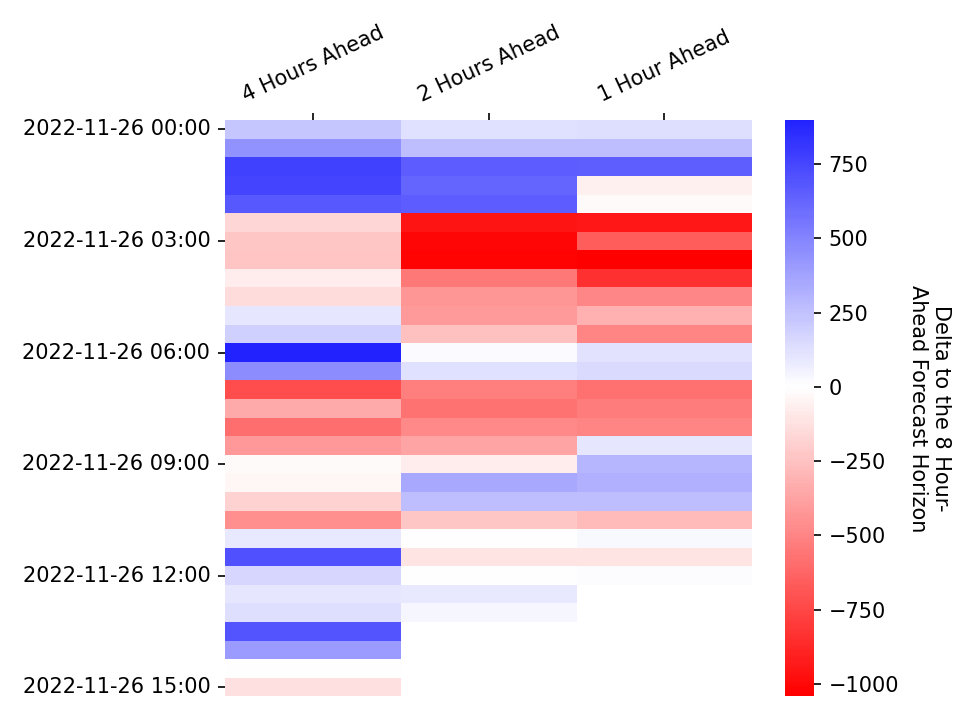 4 Hours Ahead
2 Hours Ahead
1 Hour Ahead
2022-11-26 00:00
2022-11-26 03:00
2022-11-26 06:00
2022-11-26 09:00
2022-11-26 12:00
2022-11-26 15:00
750
500
250
0
−250
−500
−750
−1000
Delta to the 8 Hour-
Ahead Forecast Horizon